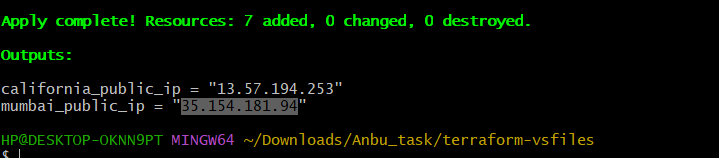 Apply complete! Resources: 7 added, 0 changed, 0 destroyed.
Outputs:
california_public_ip = "13.57.194.253"
mumbai_public_ip = "35.154.181.94"
HP@DESKTOP-OKNN9PT MINGW64 ~/Downloads/Anbu_task/terraform-vsfiles
$